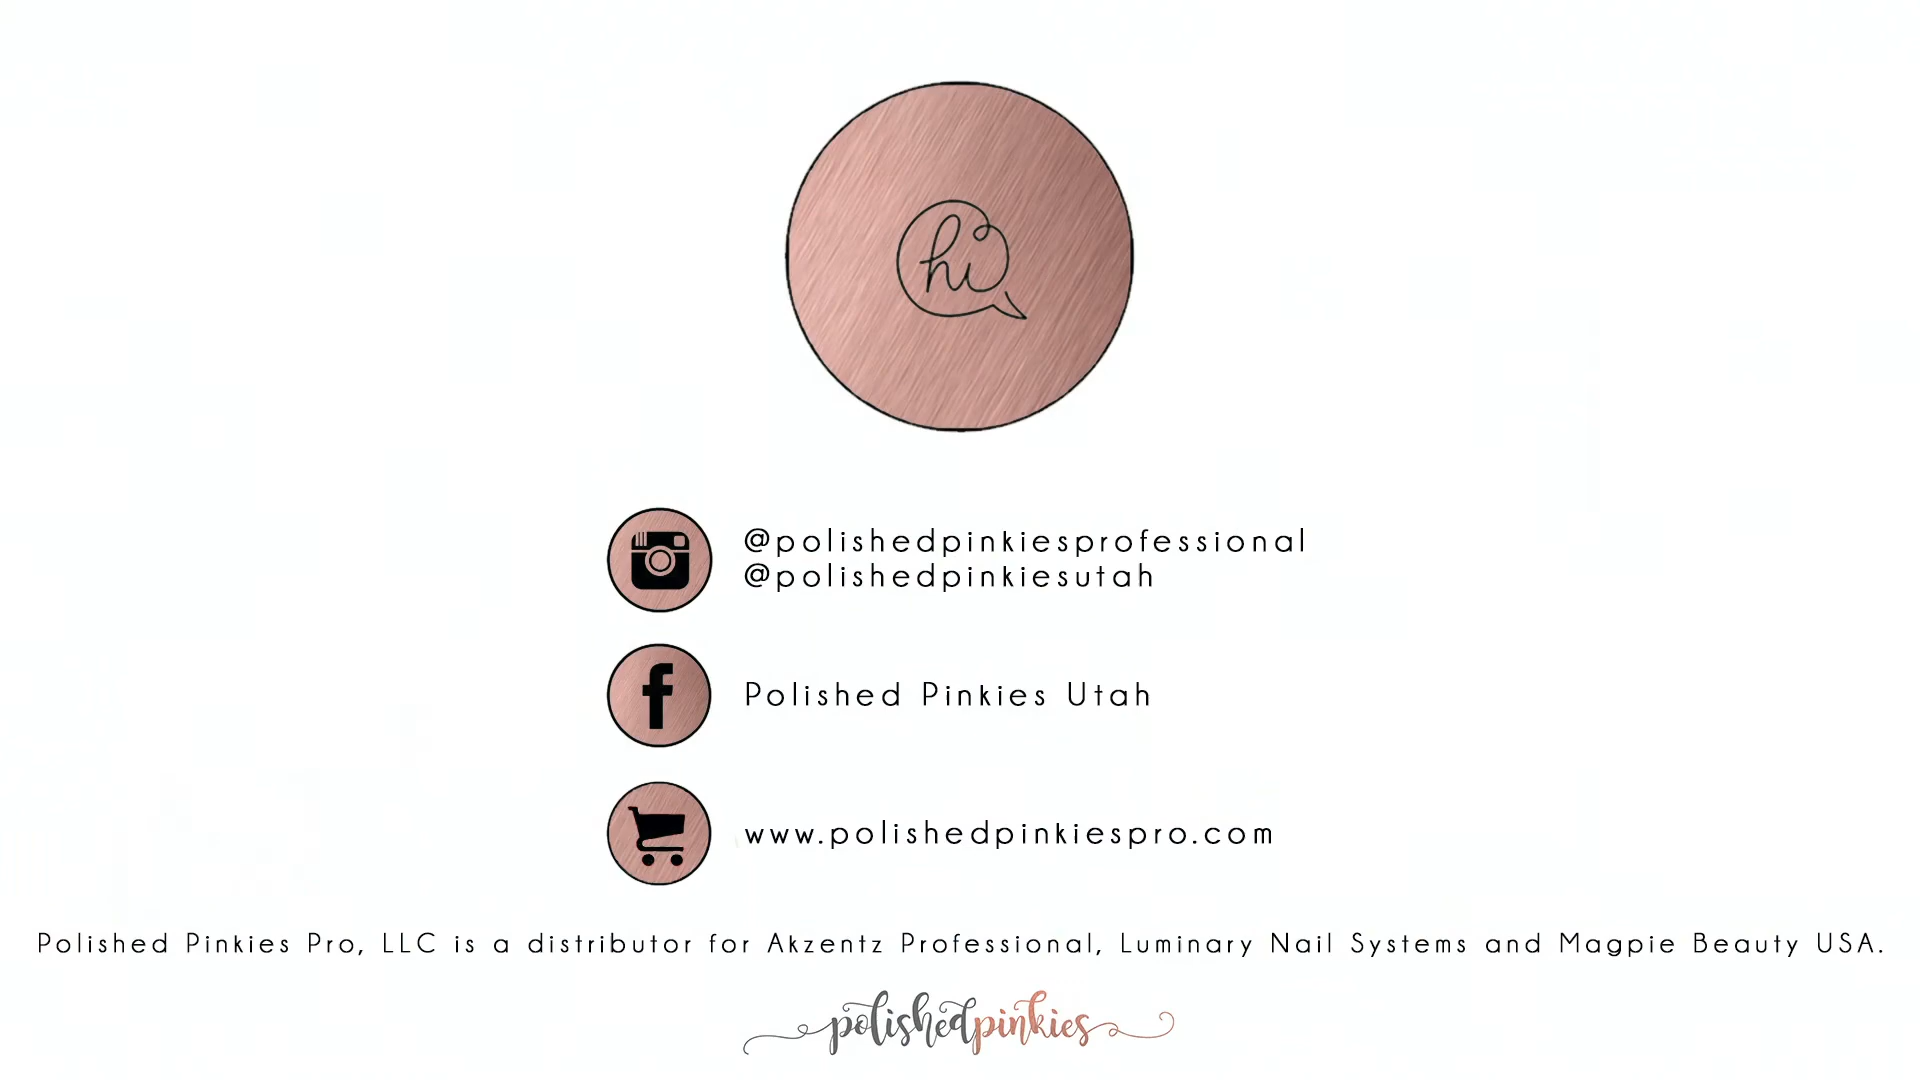 hi
@polishedpinkiesprofessional
@polishedpinkiesutah
f
Polished Pinkies Utah
www.polishedpinkiespro.com
Polished Pinkies Pro, LLC is a distributor for Akzentz Professional, Luminary Nail Systems and Magpie Beauty USA.
polishedpinkies